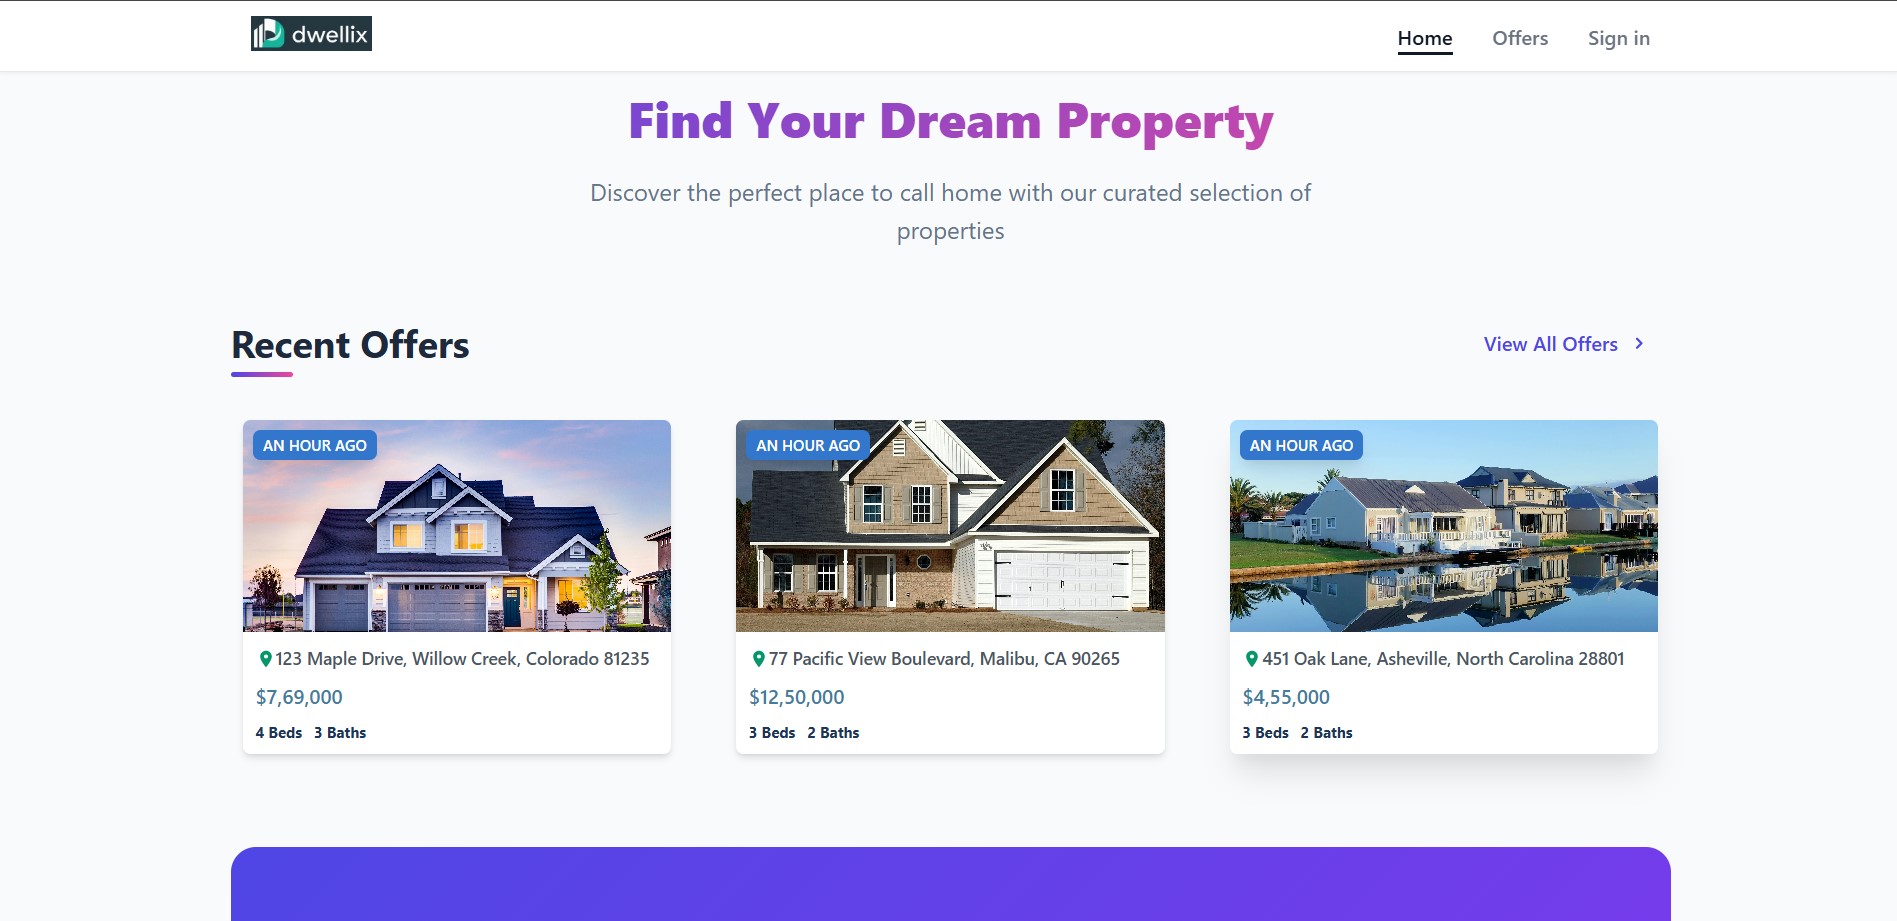 dwellix
Home Offers Sign in
Find Your Dream Property
Discover the perfect place to call home with our curated selection of
properties
Recent Offers
View All Offers
AN HOUR AGO
123 Maple Drive, Willow Creek, Colorado 81235
$7,69,000
4 Beds 3 Baths
AN HOUR AGO
77 Pacific View Boulevard, Malibu, CA 90265
$12,50,000
3 Beds 2 Baths
AN HOUR AGO
451 Oak Lane, Asheville, North Carolina 28801
$4,55,000
3 Beds 2 Baths